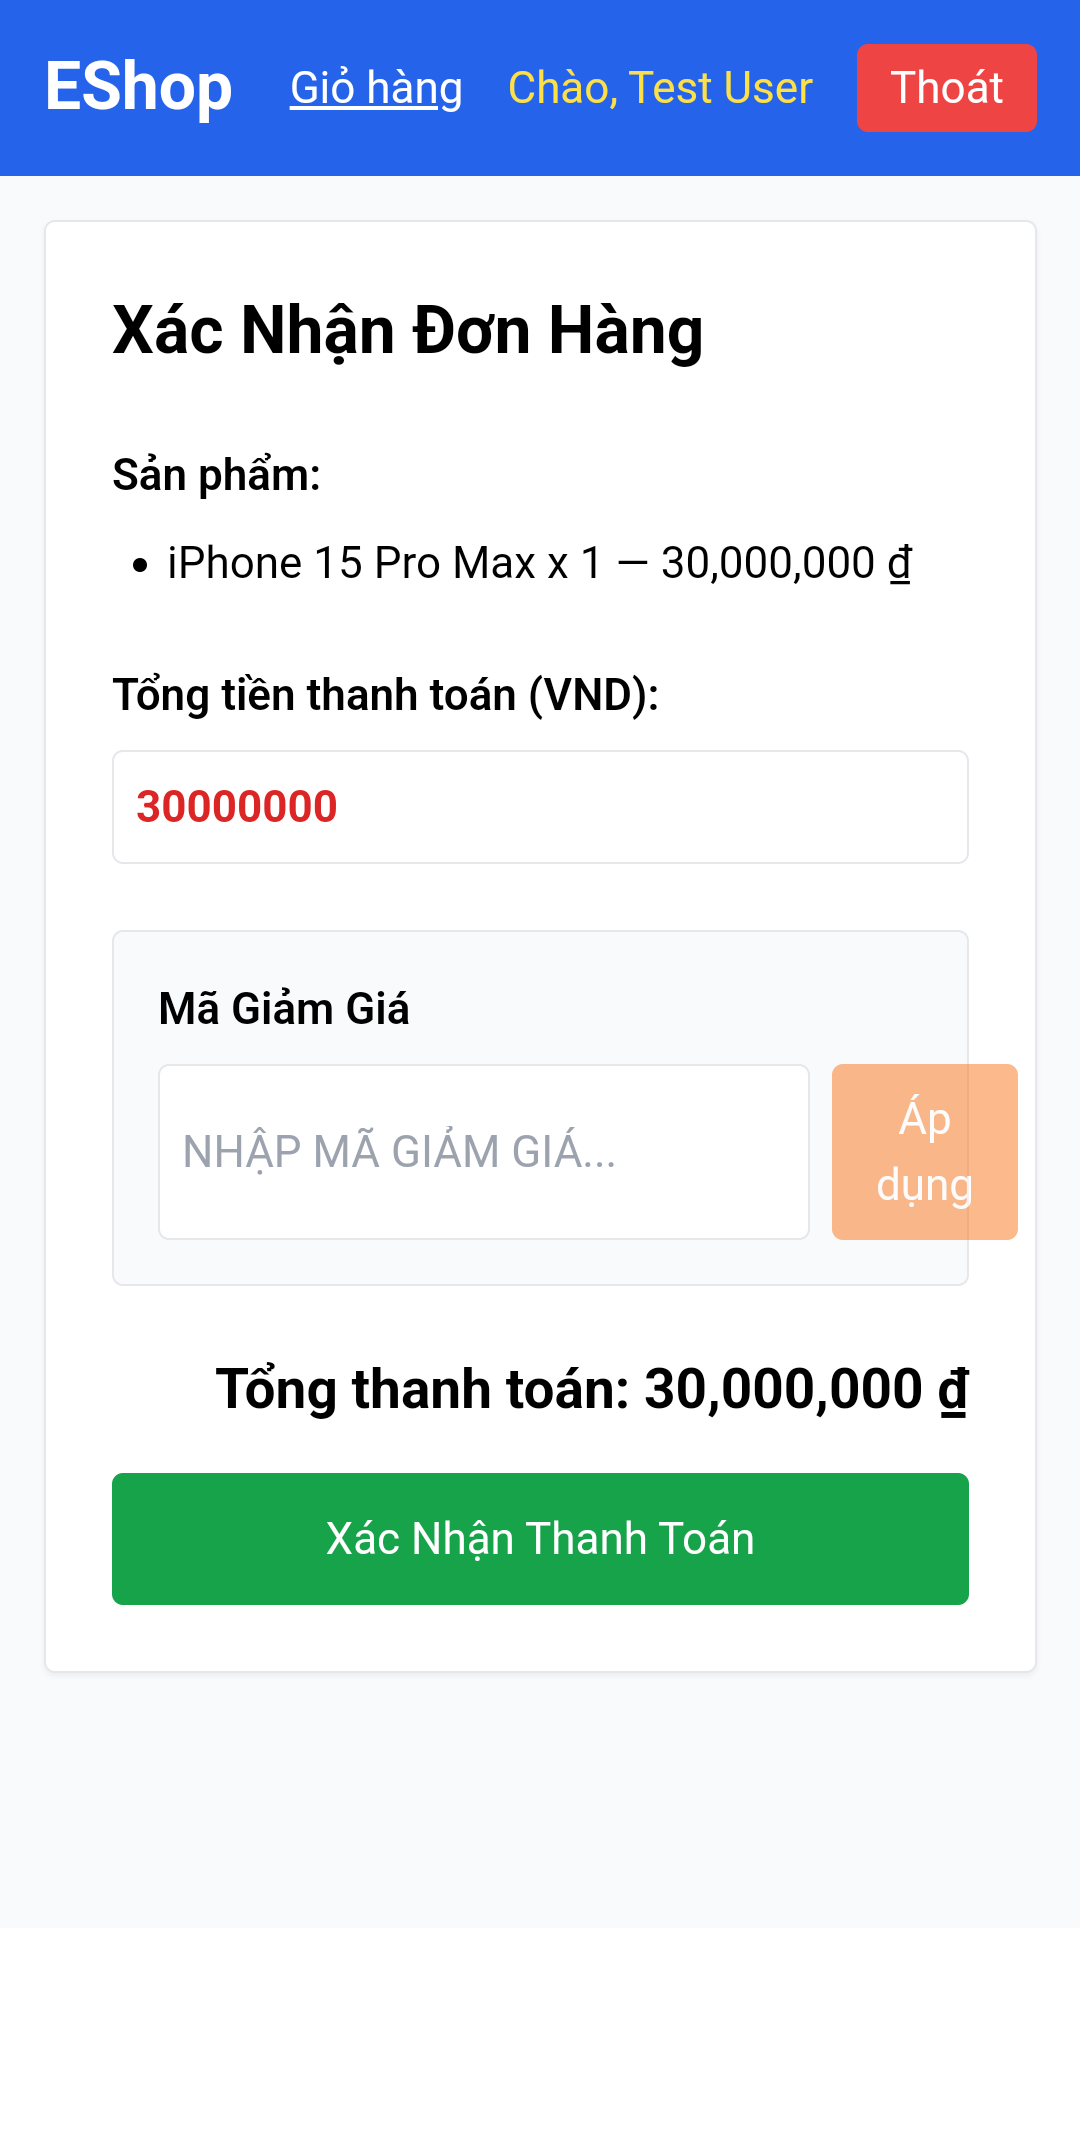 EShop Giỏ hàng Chào, Test User Thoát
Xác Nhận Đơn Hàng
Sản phẩm:
• iPhone 15 Pro Max x 1 — 30,000,000 ₫
Tổng tiền thanh toán (VND):
30000000
Mã Giảm Giá
NHẬP MÃ GIẢM GIÁ...
Áp
dụng
Tổng thanh toán: 30,000,000 ₫
Xác Nhận Thanh Toán